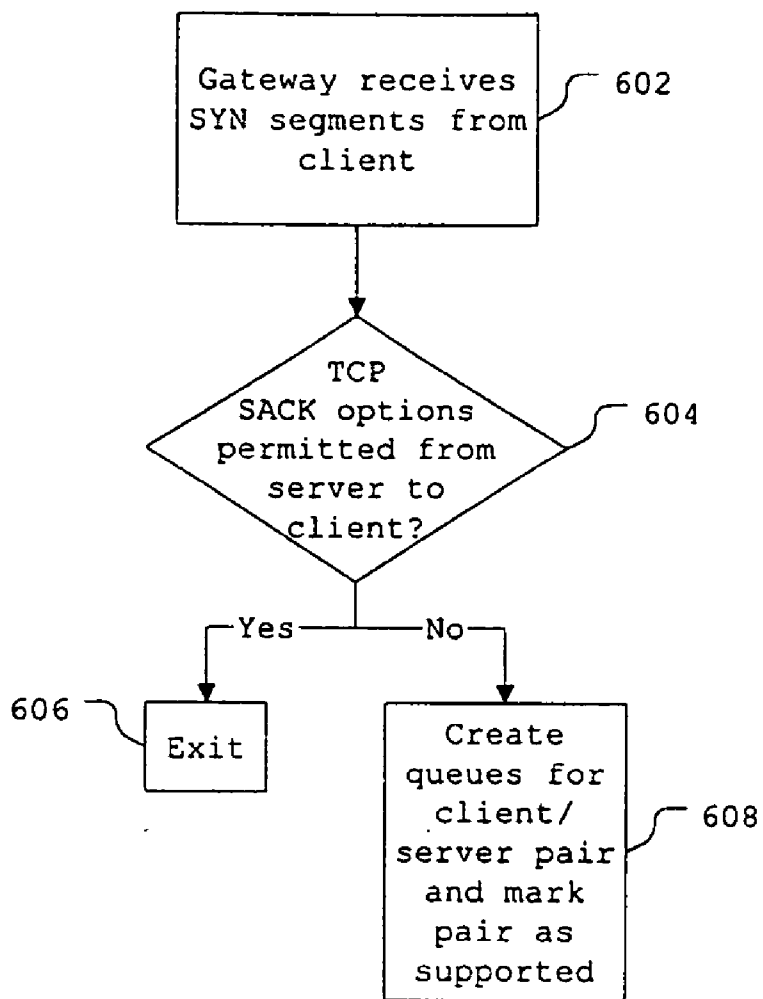 Gateway receives
SYN segments from
client
602
TCP
SACK options
permitted from
server to
client?
604
Yes
No
606
Exit
Create
queues for
client/
server pair
and mark
pair as
supported
608